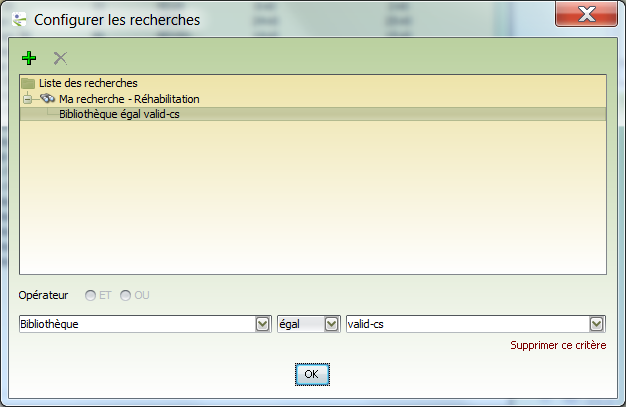 Configurer les recherches
Liste des recherches
Ma recherche - Réhabilitation
Bibliothèque égal valid-cs
Opérateur ET OU
Bibliothèque égal valid-cs
Supprimer ce critère
OK